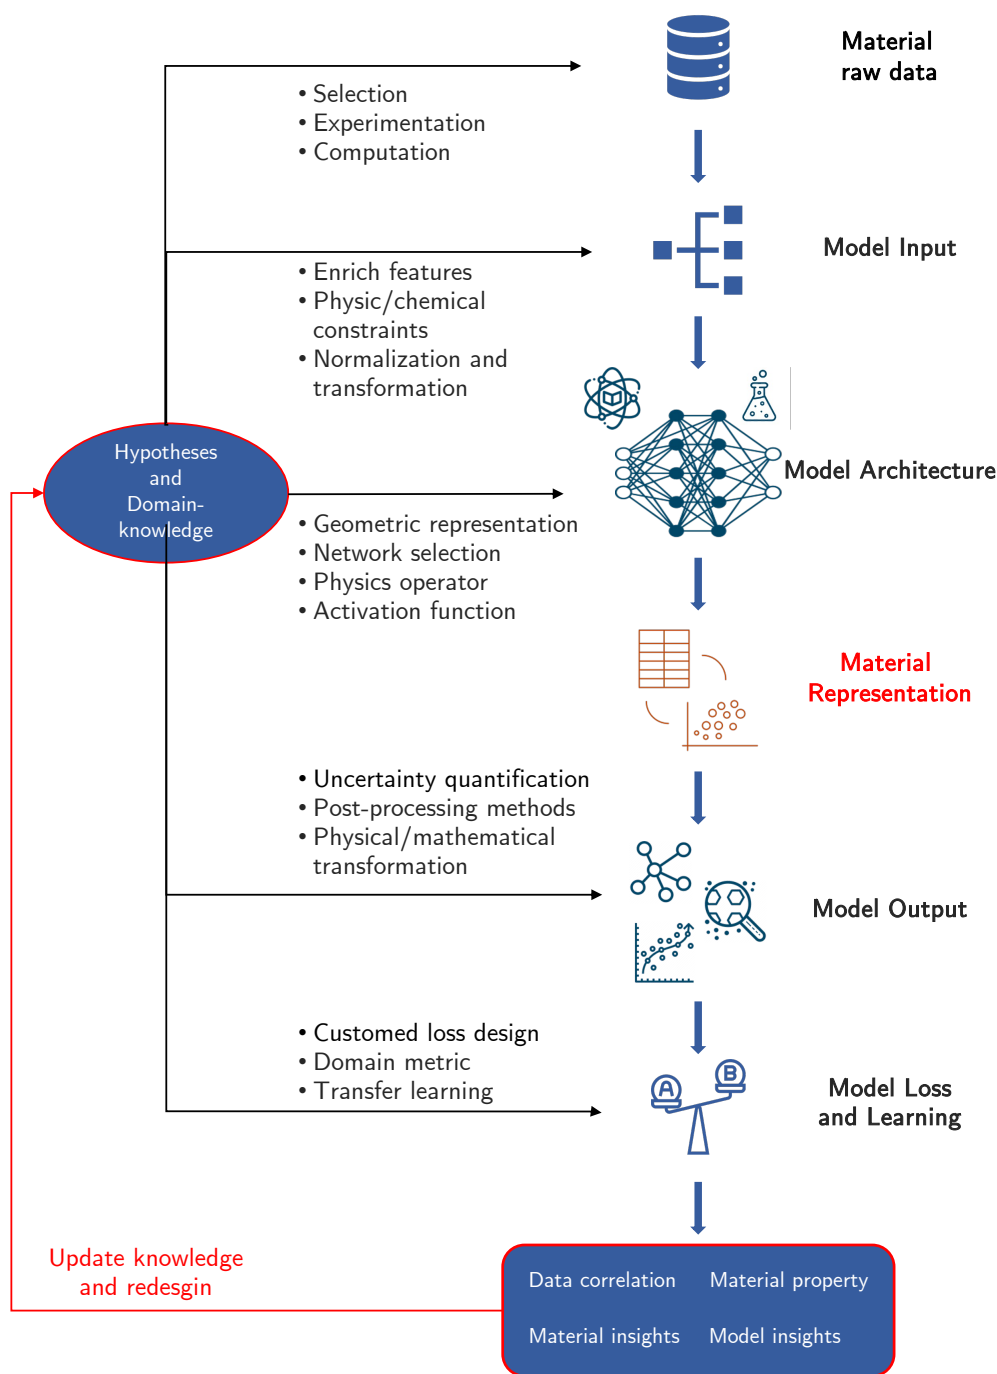 Material
raw data
• Selection
• Experimentation
• Computation
Model Input
• Enrich features
• Physic/chemical
constraints
• Normalization and
transformation
Hypotheses
and
Domain-
knowledge
Model Architecture
• Geometric representation
• Network selection
• Physics operator
• Activation function
Material
Representation
• Uncertainty quantification
• Post-processing methods
• Physical/mathematical
transformation
Model Output
• Customed loss design
• Domain metric
• Transfer learning
A
B
Model Loss
and Learning
Update knowledge
and redesgin
Data correlation Material property
Material insights Model insights